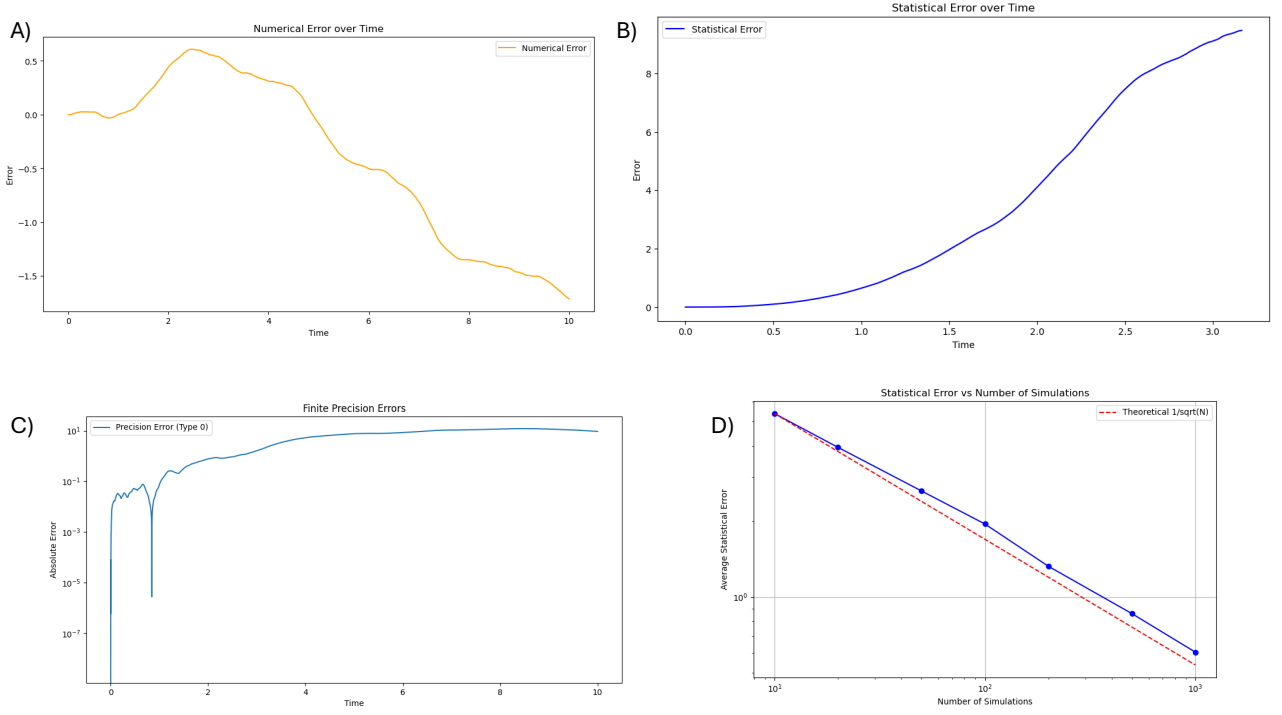 A)
Numerical Error over Time
Numerical Error
0.5
0.0
−0.5
−1.0
−1.5
Error
0 2 4 6 8 10
Time
B)
Statistical Error over Time
Statistical Error
8
6
4
2
0
Error
0.0 0.5 1.0 1.5 2.0 2.5 3.0
Time
C)
Finite Precision Errors
Precision Error (Type 0)
10¹
10⁻¹
10⁻³
10⁻⁵
10⁻⁷
Absolute Error
0 2 4 6 8 10
Time
D)
Statistical Error vs Number of Simulations
Theoretical 1/sqrt(N)
10⁰
Average Statistical Error
10¹ 10² 10³
Number of Simulations